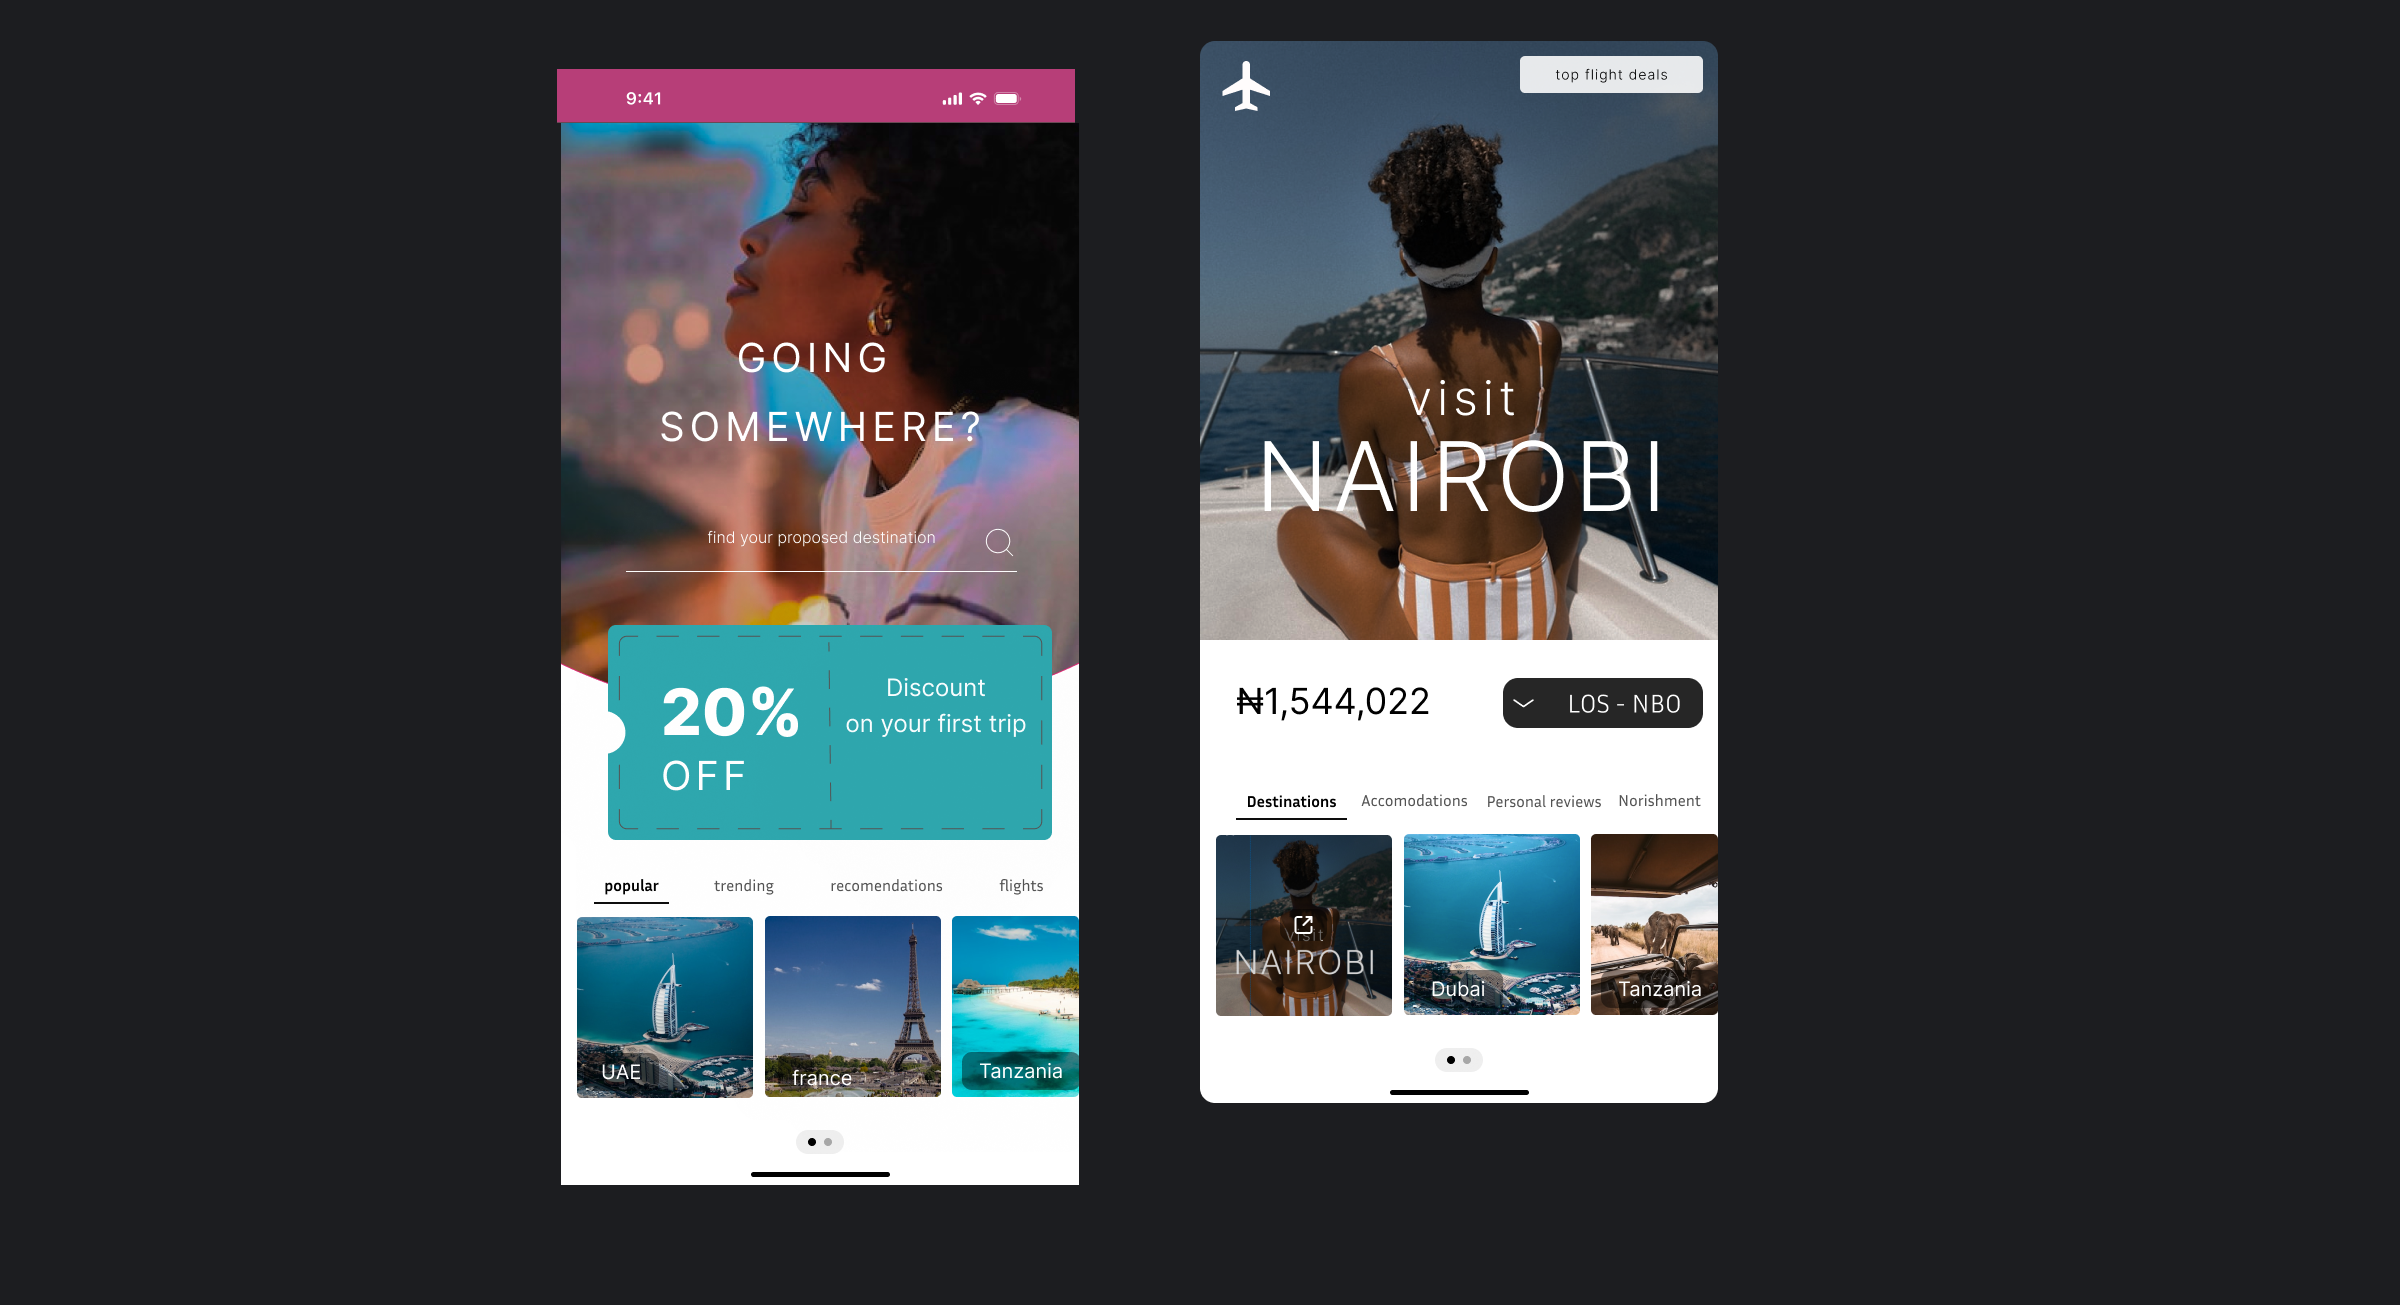 9:41
GOING
SOMEWHERE?
find your proposed destination
20%
OFF
Discount
on your first trip
popular
trending
recomendations
flights
UAE
france
Tanzania
top flight deals
visit
NAIROBI
₦1,544,022
LOS - NBO
Destinations
Accomodations
Personal reviews
Norishment
visit
NAIROBI
Dubai
Tanzania